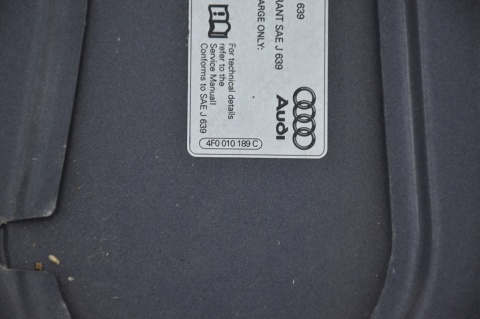 639
RANT SAE J 639
ARGE ONLY:
For technical details
refer to the
Service Manual!
Conforms to SAE J 639
Audi
4F0 010 189 C